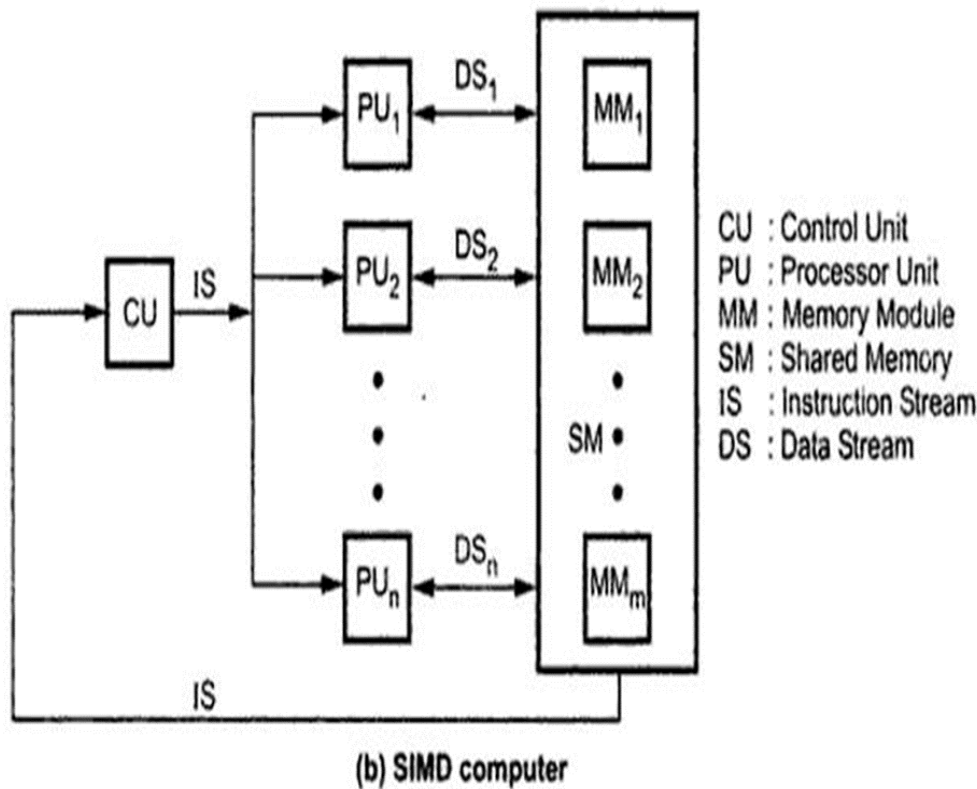 PU₁
DS₁
MM₁
PU₂
DS₂
MM₂
CU
IS
SM
PUₙ
DSₙ
MMₘ
IS
CU : Control Unit
PU : Processor Unit
MM : Memory Module
SM : Shared Memory
IS : Instruction Stream
DS : Data Stream
(b) SIMD computer